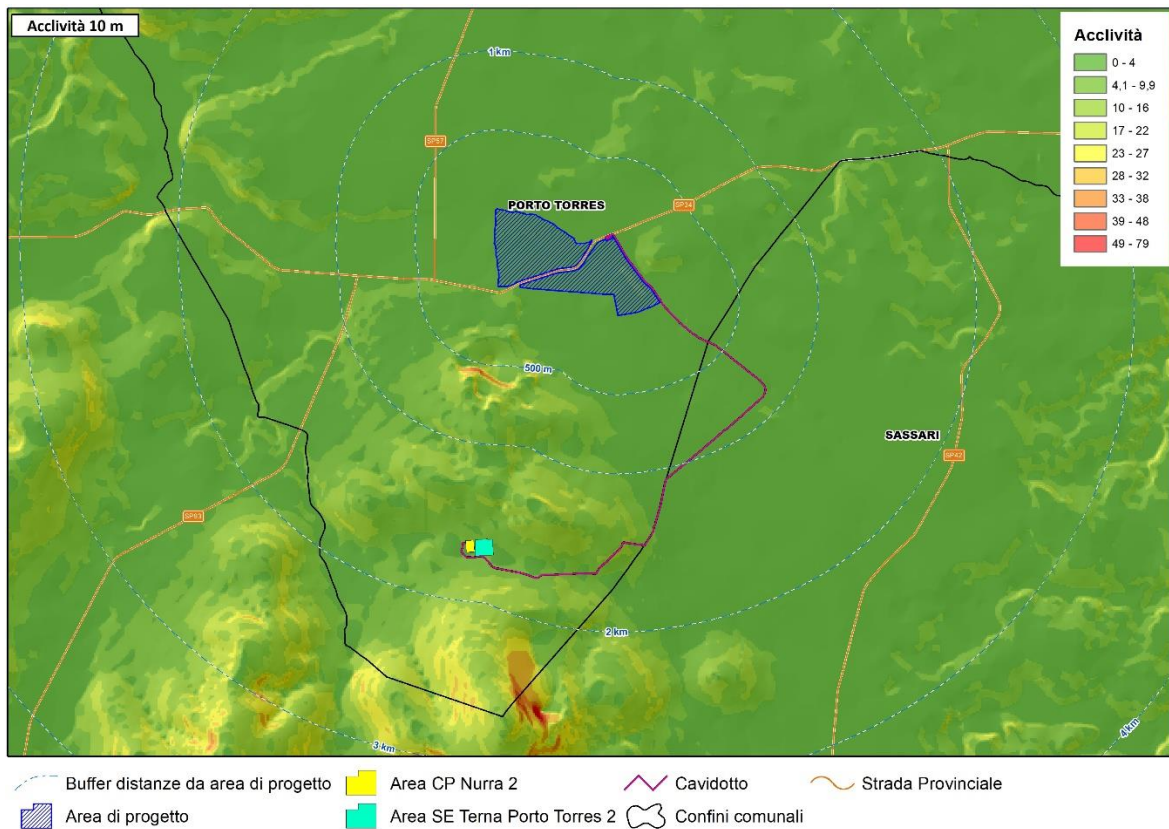 Acclività 10 m
Acclività
0 - 4
4,1 - 9,9
10 - 16
17 - 22
23 - 27
28 - 32
33 - 38
39 - 48
49 - 79
1 km
SP57
PORTO TORRES
SP34
500 m
SASSARI
SP42
SP93
2 km
3 km
4 km
Buffer distanze da area di progetto
Area CP Nurra 2
Cavidotto
Strada Provinciale
Area di progetto
Area SE Terna Porto Torres 2
Confini comunali